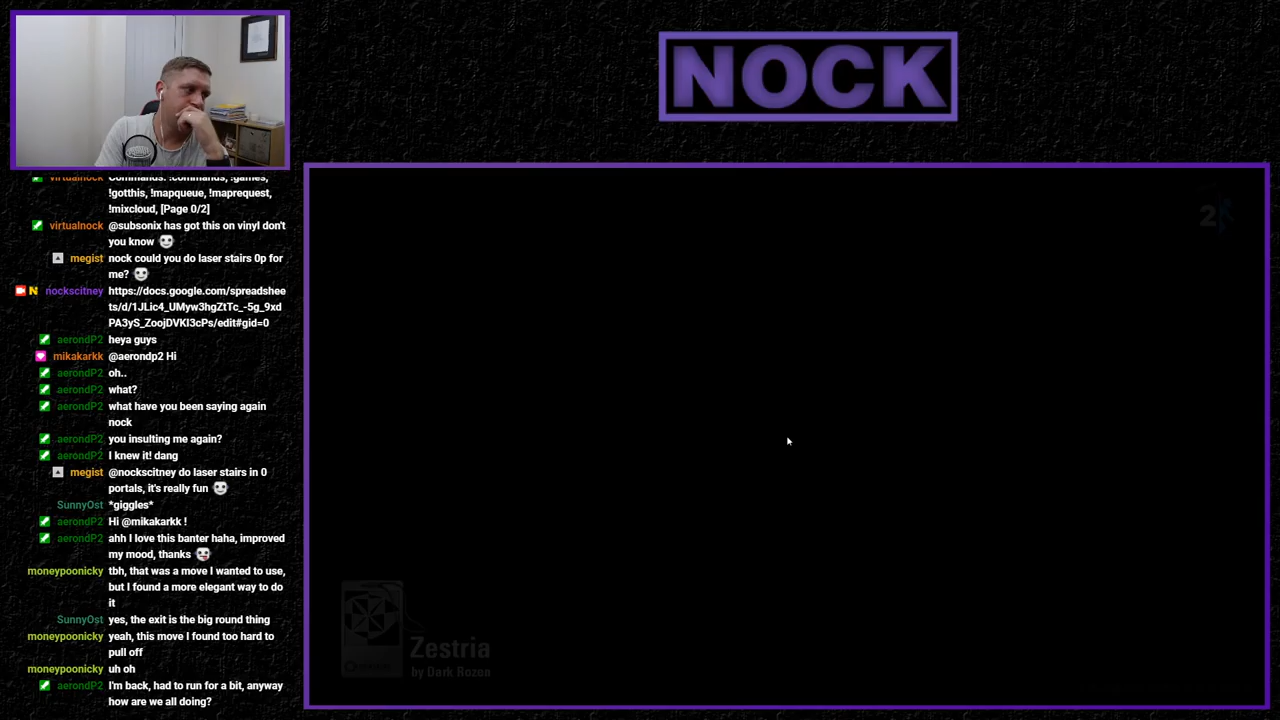 NOCK
virtualnock Commands: !commands, !games,
!gotthis, !mapqueue, !maprequest,
!mixcloud, [Page 0/2]
virtualnock @subsonix has got this on vinyl don't
you know
megist nock could you do laser stairs 0p for
me?
N nockscitney https://docs.google.com/spreadshee
ts/d/1JLic4_UMyw3hgZtTc_-5g_9xd
PA3yS_ZoojDVKI3cPs/edit#gid=0
aerondP2 heya guys
mikakarkk @aerondp2 Hi
aerondP2 oh..
aerondP2 what?
aerondP2 what have you been saying again
nock
aerondP2 you insulting me again?
aerondP2 I knew it! dang
megist @nockscitney do laser stairs in 0
portals, it's really fun
SunnyOst *giggles*
aerondP2 Hi @mikakarkk !
aerondP2 ahh I love this banter haha, improved
my mood, thanks
moneypoonicky tbh, that was a move I wanted to use,
but I found a more elegant way to do
it
SunnyOst yes, the exit is the big round thing
moneypoonicky yeah, this move I found too hard to
pull off
moneypoonicky uh oh
aerondP2 I'm back, had to run for a bit, anyway
how are we all doing?
2
Zestria
by Dark Rozen